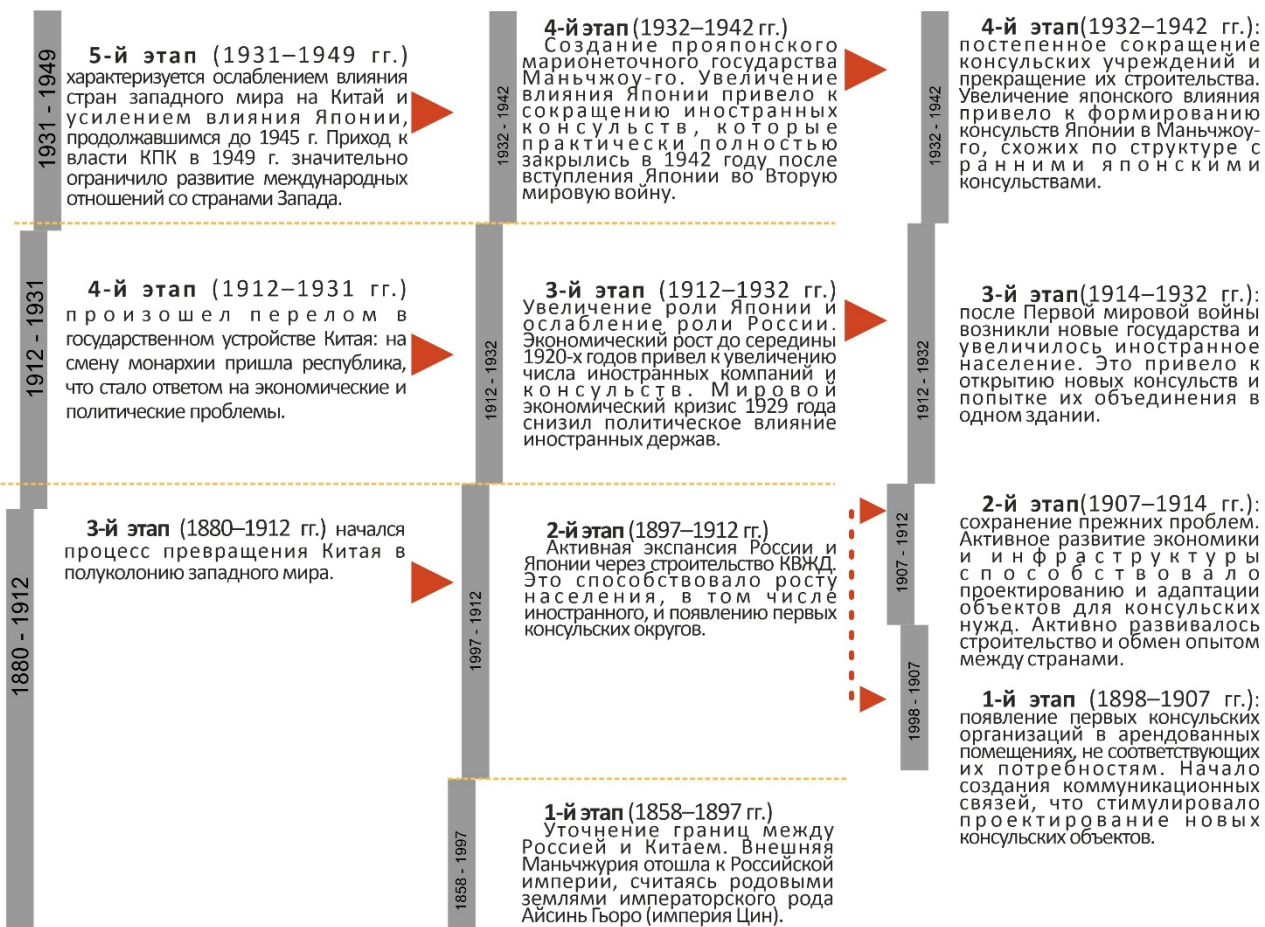 1931 - 1949
5-й этап (1931–1949 гг.)
характеризуется ослаблением влияния
стран западного мира на Китай и
усилением влияния Японии,
продолжавшимся до 1945 г. Приход к
власти КПК в 1949 г. значительно
ограничило развитие международных
отношений со странами Запада.
1912 - 1931
4-й этап (1912–1931 гг.)
произошел перелом в
государственном устройстве Китая: на
смену монархии пришла республика,
что стало ответом на экономические и
политические проблемы.
1880 - 1912
3-й этап (1880–1912 гг.) начался
процесс превращения Китая в
полуколонию западного мира.
1932 - 1942
4-й этап (1932–1942 гг.)
Создание прояпонского
марионеточного государства
Маньчжоу-го. Увеличение
влияния Японии привело к
сокращению иностранных
консульств, которые
практически полностью
закрылись в 1942 году после
вступления Японии во Вторую
мировую войну.
1912 - 1932
3-й этап (1912–1932 гг.)
Увеличение роли Японии и
ослабление роли России.
Экономический рост до середины
1920-х годов привел к увеличению
числа иностранных компаний и
консульств. Мировой
экономический кризис 1929 года
снизил политическое влияние
иностранных держав.
1997 - 1912
2-й этап (1897–1912 гг.)
Активная экспансия России и
Японии через строительство КВЖД.
Это способствовало росту
населения, в том числе
иностранного, и появлению первых
консульских округов.
1858 - 1997
1-й этап (1858–1897 гг.)
Уточнение границ между
Россией и Китаем. Внешняя
Маньчжурия отошла к Российской
империи, считаясь родовыми
землями императорского рода
Айсинь Гьоро (империя Цин).
1932 - 1942
4-й этап(1932–1942 гг.):
постепенное сокращение
консульских учреждений и
прекращение их строительства.
Увеличение японского влияния
привело к формированию
консульств Японии в Маньчжоу-
го, схожих по структуре с
ранними японскими
консульствами.
1912 - 1932
3-й этап(1914–1932 гг.):
после Первой мировой войны
возникли новые государства и
увеличилось иностранное
население. Это привело к
открытию новых консульств и
попытке их объединения в
одном здании.
1907 - 1912
2-й этап(1907–1914 гг.):
сохранение прежних проблем.
Активное развитие экономики
и инфраструктуры
способствовало
проектированию и адаптации
объектов для консульских
нужд. Активно развивалось
строительство и обмен опытом
между странами.
1998 - 1907
1-й этап (1898–1907 гг.):
появление первых консульских
организаций в арендованных
помещениях, не соответствующих
их потребностям. Начало
создания коммуникационных
связей, что стимулировало
проектирование новых
консульских объектов.